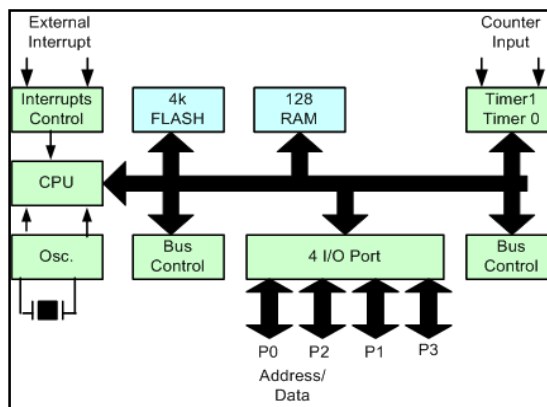 External
Interrupt
Counter
Input
Interrupts
Control
4k
FLASH
128
RAM
Timer1
Timer 0
CPU
Osc.
Bus
Control
4 I/O Port
Bus
Control
P0
P2
P1
P3
Address/
Data